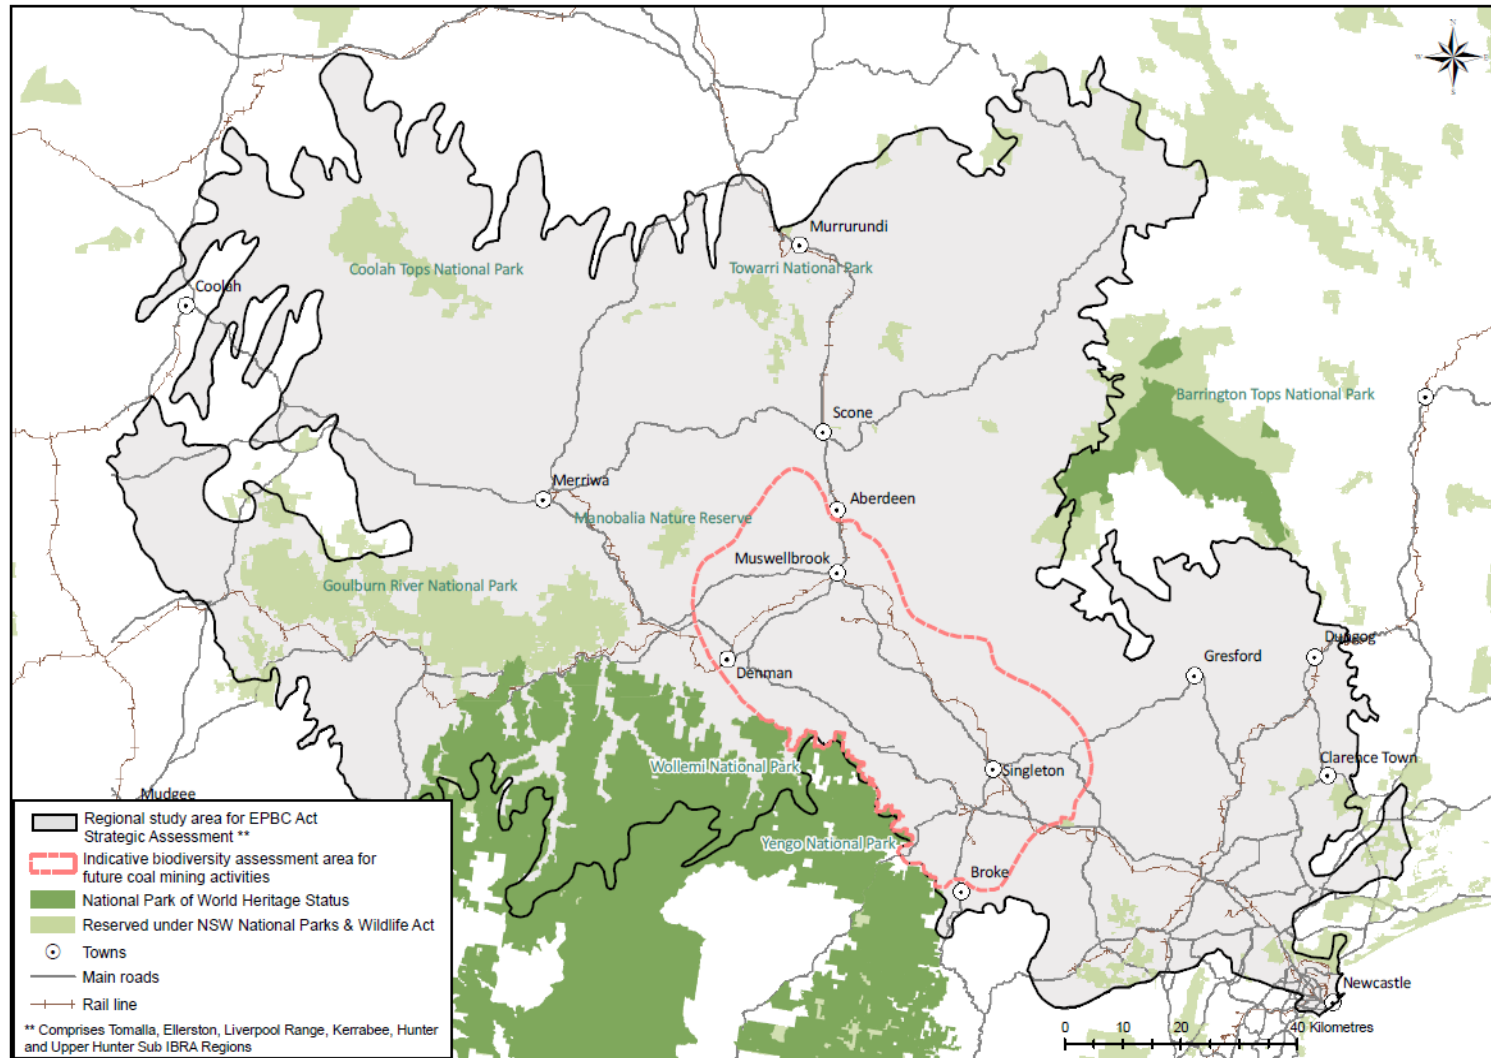 N
W
E
S
Murrurundi
Coolah Tops National Park
Towarri National Park
Coolah
Barrington Tops National Park
Scone
Merriwa
Aberdeen
Manobalia Nature Reserve
Muswellbrook
Goulburn River National Park
Dungog
Gresford
Denman
Wollemi National Park
Singleton
Clarence Town
Mudgee
Yengo National Park
Broke
Newcastle
Regional study area for EPBC Act
Strategic Assessment **
Indicative biodiversity assessment area for
future coal mining activities
National Park of World Heritage Status
Reserved under NSW National Parks & Wildlife Act
Towns
Main roads
Rail line
** Comprises Tomalla, Ellerston, Liverpool Range, Kerrabee, Hunter
and Upper Hunter Sub IBRA Regions
0 10 20 40 Kilometres